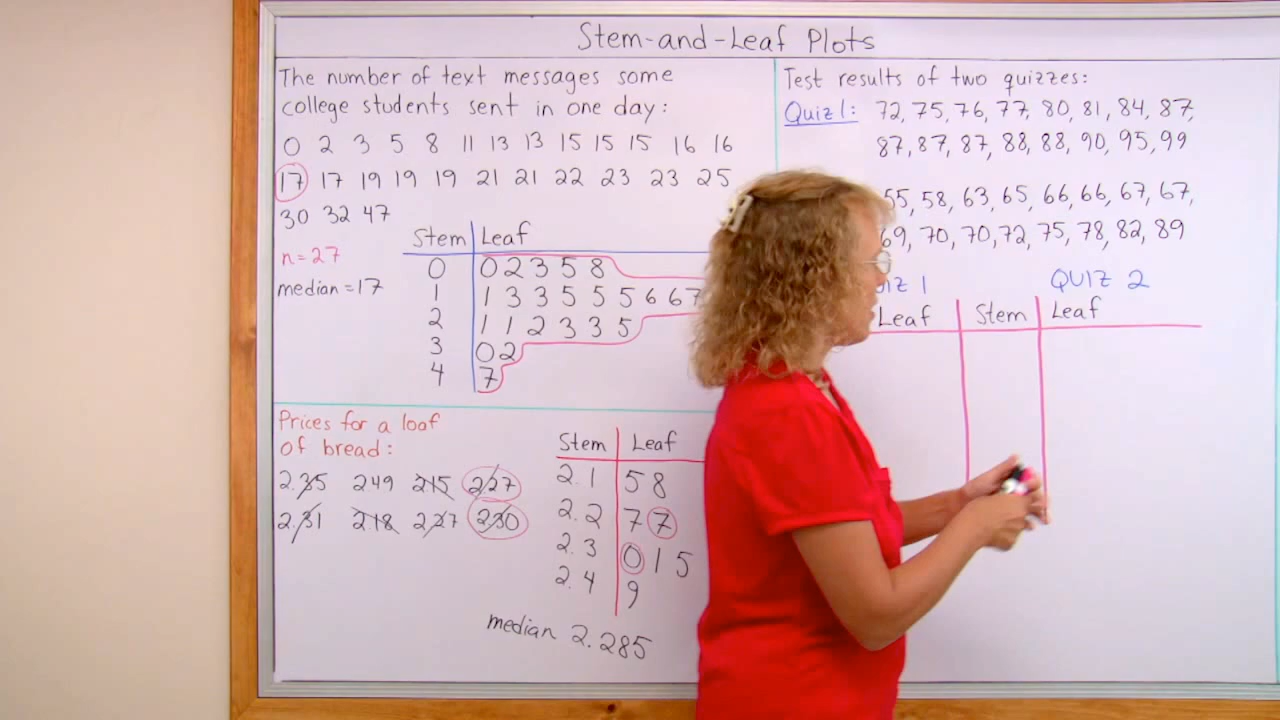 Stem-and-Leaf Plots
The number of text messages some
college students sent in one day:
0 2 3 5 8 11 13 13 15 15 15 16 16
17 17 19 19 19 21 21 22 23 23 25
30 32 47
n=27
median=17
Stem Leaf
0 0 2 3 5 8
1 1 3 3 5 5 5 6 6 7
2 1 1 2 3 3 5
3 0 2
4 7
Prices for a loaf
of bread:
2.35 2.49 2.15 2.27
2.31 2.18 2.27 2.30
Stem Leaf
2.1 5 8
2.2 7 7
2.3 0 1 5
2.4 9
median 2.285
Test results of two quizzes:
Quiz 1: 72, 75, 76, 77, 80, 81, 84, 87,
87, 87, 87, 88, 88, 90, 95, 99
55, 58, 63, 65, 66, 66, 67, 67,
69, 70, 70, 72, 75, 78, 82, 89
1 QUIZ 2
Leaf Stem Leaf